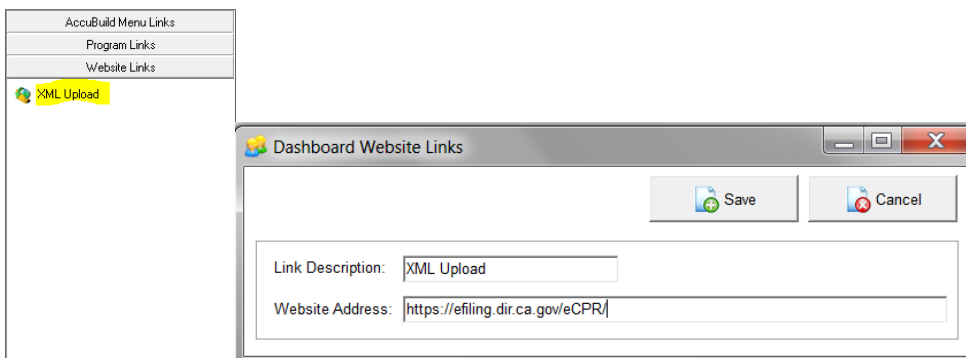 AccuBuild Menu Links
Program Links
Website Links
XML Upload
Dashboard Website Links
Save
Cancel
Link Description: XML Upload
Website Address: https://efiling.dir.ca.gov/eCPR/